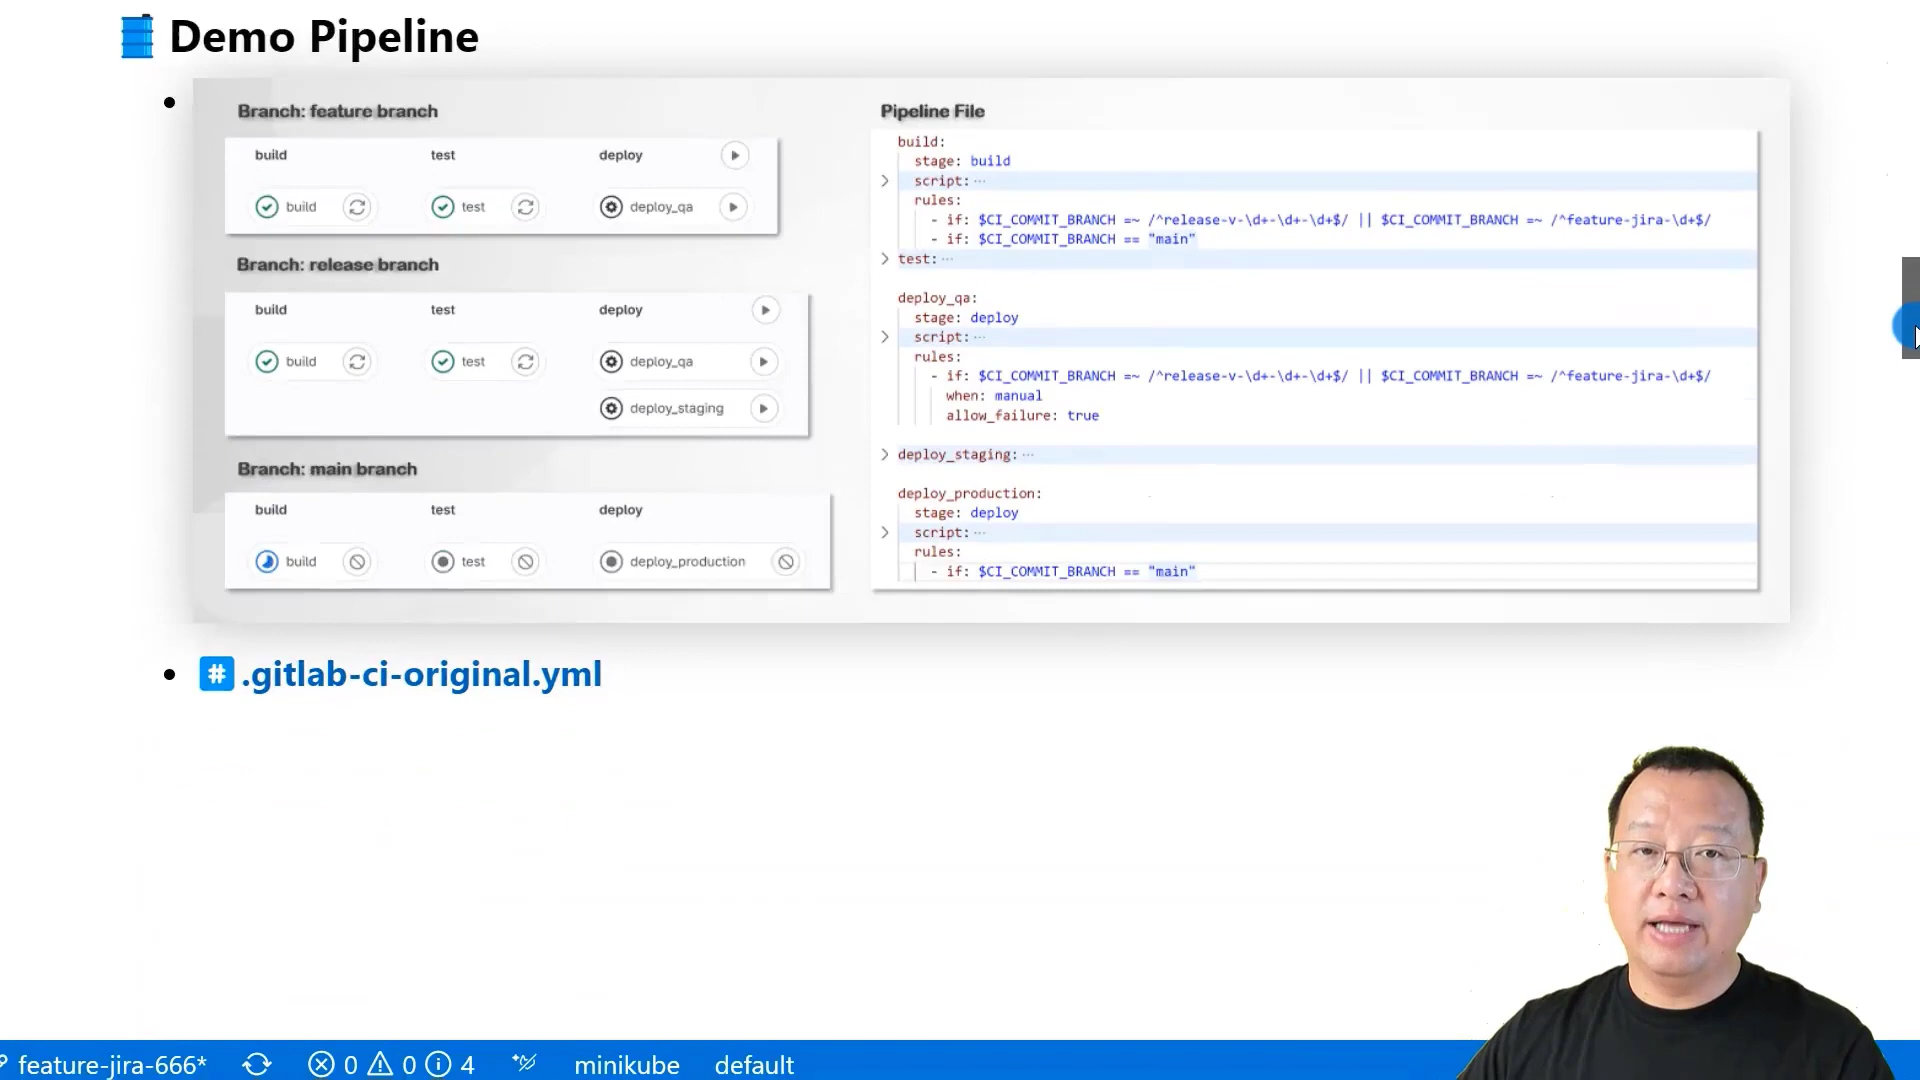 Demo Pipeline
Branch: feature branch
build test deploy
build test deploy_qa
Branch: release branch
build test deploy
build test deploy_qa
deploy_staging
Branch: main branch
build test deploy
build test deploy_production
Pipeline File
build:
stage: build
script: ...
rules:
- if: $CI_COMMIT_BRANCH =~ /^release-v-\d+-\d+-\d+$/ || $CI_COMMIT_BRANCH =~ /^feature-jira-\d+$/
- if: $CI_COMMIT_BRANCH == "main"
test: ...
deploy_qa:
stage: deploy
script: ...
rules:
- if: $CI_COMMIT_BRANCH =~ /^release-v-\d+-\d+-\d+$/ || $CI_COMMIT_BRANCH =~ /^feature-jira-\d+$/
when: manual
allow_failure: true
deploy_staging: ...
deploy_production:
stage: deploy
script: ...
rules:
- if: $CI_COMMIT_BRANCH == "main"
# .gitlab-ci-original.yml
feature-jira-666* 0 0 4 minikube default